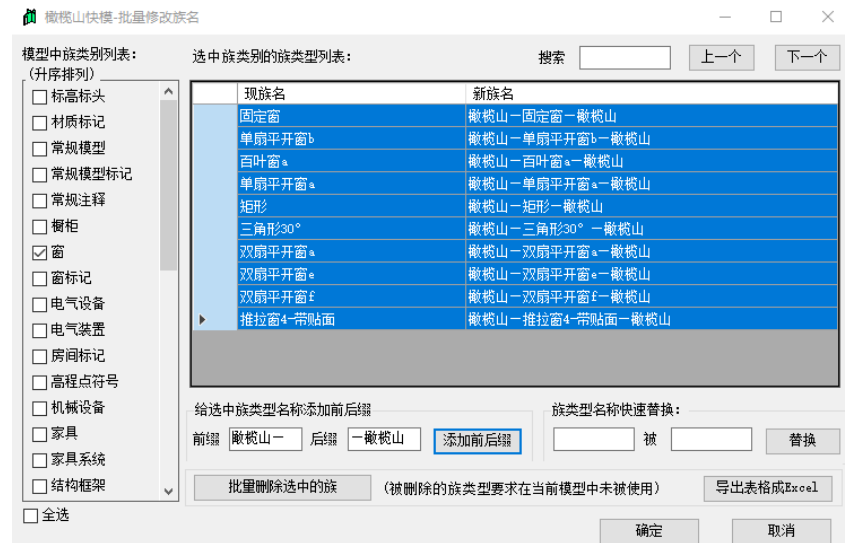 橄榄山快模-批量修改族名
模型中族类别列表:
(升序排列)
选中族类别的族类型列表:
搜索
上一个
下一个
标高标头
材质标记
常规模型
常规模型标记
常规注释
橱柜
窗
窗标记
电气设备
电气装置
房间标记
高程点符号
机械设备
家具
家具系统
结构框架
全选
现族名 新族名
固定窗 橄榄山一固定窗一橄榄山
单扇平开窗b 橄榄山一单扇平开窗b一橄榄山
百叶窗a 橄榄山一百叶窗a一橄榄山
单扇平开窗a 橄榄山一单扇平开窗a一橄榄山
矩形 橄榄山一矩形一橄榄山
三角形30° 橄榄山一三角形30° 一橄榄山
双扇平开窗a 橄榄山一双扇平开窗a一橄榄山
双扇平开窗e 橄榄山一双扇平开窗e一橄榄山
双扇平开窗f 橄榄山一双扇平开窗f一橄榄山
推拉窗4-带贴面 橄榄山一推拉窗4-带贴面一橄榄山
给选中族类型名称添加前后缀
前缀 橄榄山一 后缀 一橄榄山 添加前后缀
族类型名称快速替换:
被 替换
批量删除选中的族 (被删除的族类型要求在当前模型中未被使用) 导出表格成Excel
确定 取消